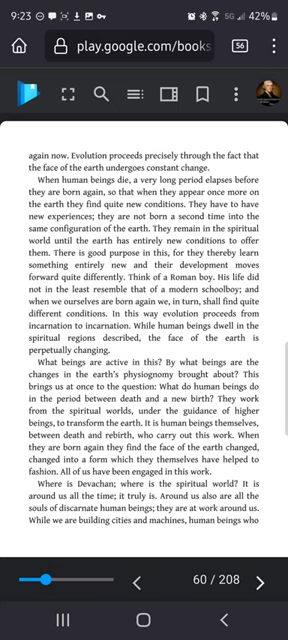 9:23
5G 42%
play.google.com/books
56
again now. Evolution proceeds precisely through the fact that
the face of the earth undergoes constant change.
When human beings die, a very long period elapses before
they are born again, so that when they appear once more on
the earth they find quite new conditions. They have to have
new experiences; they are not born a second time into the
same configuration of the earth. They remain in the spiritual
world until the earth has entirely new conditions to offer
them. There is good purpose in this, for they thereby learn
something entirely new and their development moves
forward quite differently. Think of a Roman boy. His life did
not in the least resemble that of a modern schoolboy; and
when we ourselves are born again we, in turn, shall find quite
different conditions. In this way evolution proceeds from
incarnation to incarnation. While human beings dwell in the
spiritual regions described, the face of the earth is
perpetually changing.
What beings are active in this? By what beings are the
changes in the earth's physiognomy brought about? This
brings us at once to the question: What do human beings do
in the period between death and a new birth? They work
from the spiritual worlds, under the guidance of higher
beings, to transform the earth. It is human beings themselves,
between death and rebirth, who carry out this work. When
they are born again they find the face of the earth changed,
changed into a form which they themselves have helped to
fashion. All of us have been engaged in this work.
Where is Devachan; where is the spiritual world? It is
around us all the time; it truly is. Around us also are all the
souls of discarnate human beings; they are at work around us.
While we are building cities and machines, human beings who
60 / 208